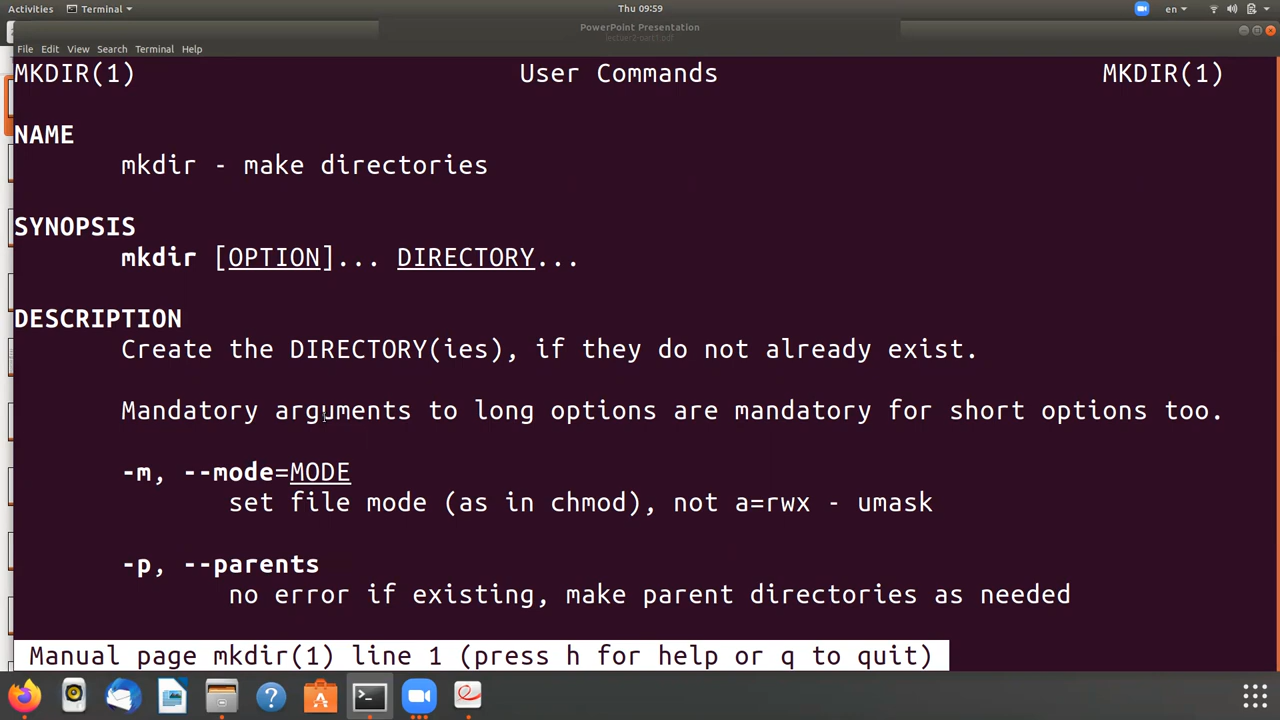 Activities Terminal Thu 09:59 en
PowerPoint Presentation
File Edit View Search Terminal Help
MKDIR(1) User Commands MKDIR(1)
NAME
mkdir - make directories
SYNOPSIS
mkdir [OPTION]... DIRECTORY...
DESCRIPTION
Create the DIRECTORY(ies), if they do not already exist.
Mandatory arguments to long options are mandatory for short options too.
-m, --mode=MODE
set file mode (as in chmod), not a=rwx - umask
-p, --parents
no error if existing, make parent directories as needed
Manual page mkdir(1) line 1 (press h for help or q to quit)